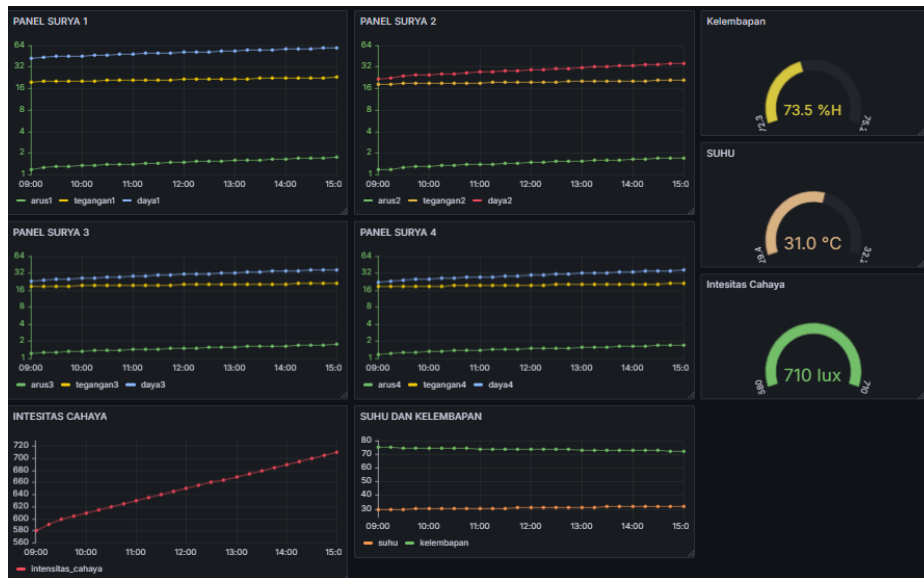 PANEL SURYA 1
64
32
16
8
4
2
1
09:00 10:00 11:00 12:00 13:00 14:00 15:0
arus1 tegangan1 daya1
PANEL SURYA 2
64
32
16
8
4
2
1
09:00 10:00 11:00 12:00 13:00 14:00 15:0
arus2 tegangan2 daya2
Kelembapan
73.5 %H
72.3
SUHU
31.0 °C
29.4
Intesitas Cahaya
710 lux
580
710
PANEL SURYA 3
64
32
16
8
4
2
1
09:00 10:00 11:00 12:00 13:00 14:00 15:0
arus3 tegangan3 daya3
PANEL SURYA 4
64
32
16
8
4
2
1
09:00 10:00 11:00 12:00 13:00 14:00 15:0
arus4 tegangan4 daya4
INTESITAS CAHAYA
720
700
680
660
640
620
600
580
560
09:00 10:00 11:00 12:00 13:00 14:00 15:0
intensitas_cahaya
SUHU DAN KELEMBAPAN
80
70
60
50
40
30
09:00 10:00 11:00 12:00 13:00 14:00 15:0
suhu kelembapan